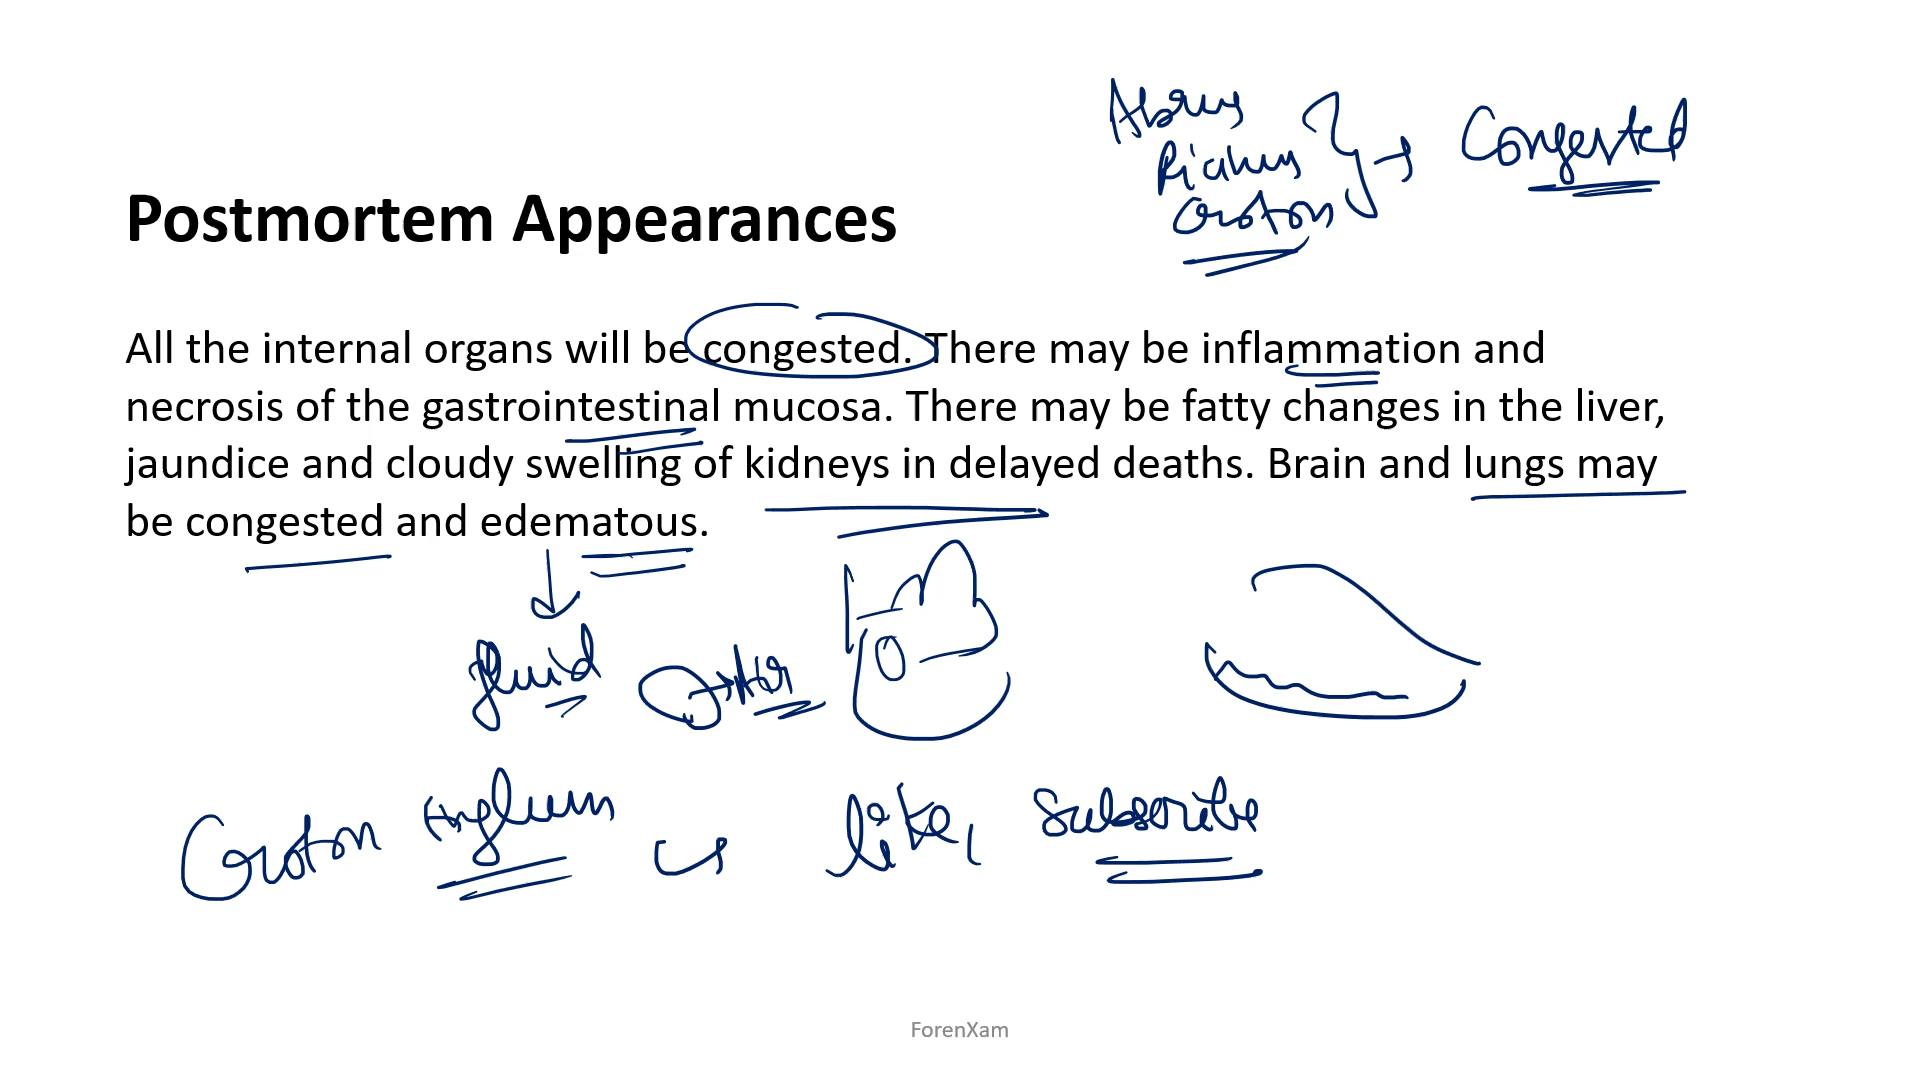 Abrus
Ricinus
Croton
→ Congested
Postmortem Appearances
All the internal organs will be congested. There may be inflammation and
necrosis of the gastrointestinal mucosa. There may be fatty changes in the liver,
jaundice and cloudy swelling of kidneys in delayed deaths. Brain and lungs may
be congested and edematous.
fluid
Croton tiglium like, Subscribe
ForenXam